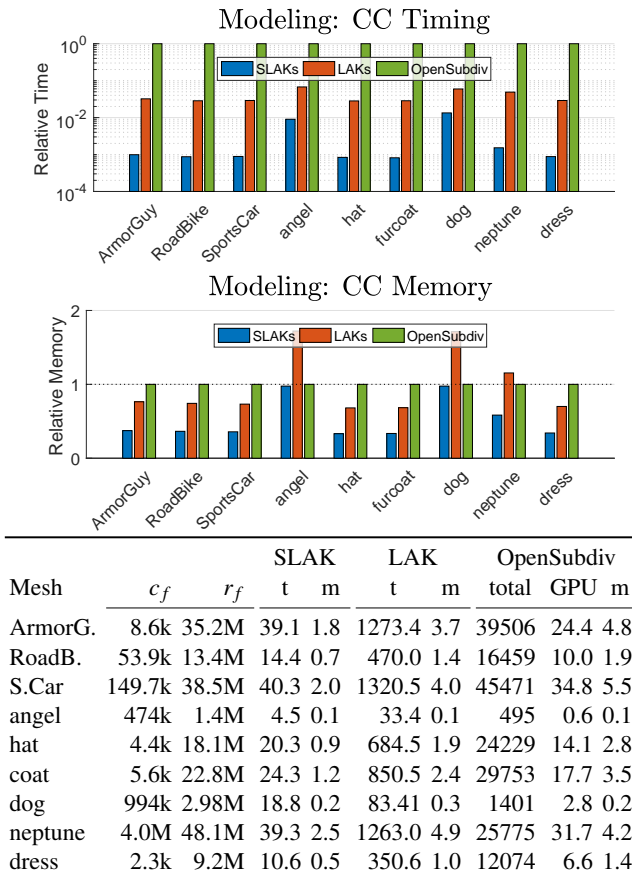 Modeling: CC Timing
Relative Time
10^0
10^-2
10^-4
SLAKs LAKs OpenSubdiv
ArmorGuy RoadBike SportsCar angel hat furcoat dog neptune dress
Modeling: CC Memory
Relative Memory
2
1
0
SLAKs LAKs OpenSubdiv
ArmorGuy RoadBike SportsCar angel hat furcoat dog neptune dress
SLAK LAK OpenSubdiv
Mesh c_f r_f t m t m total GPU m
ArmorG. 8.6k 35.2M 39.1 1.8 1273.4 3.7 39506 24.4 4.8
RoadB. 53.9k 13.4M 14.4 0.7 470.0 1.4 16459 10.0 1.9
S.Car 149.7k 38.5M 40.3 2.0 1320.5 4.0 45471 34.8 5.5
angel 474k 1.4M 4.5 0.1 33.4 0.1 495 0.6 0.1
hat 4.4k 18.1M 20.3 0.9 684.5 1.9 24229 14.1 2.8
coat 5.6k 22.8M 24.3 1.2 850.5 2.4 29753 17.7 3.5
dog 994k 2.98M 18.8 0.2 83.41 0.3 1401 2.8 0.2
neptune 4.0M 48.1M 39.3 2.5 1263.0 4.9 25775 31.7 4.2
dress 2.3k 9.2M 10.6 0.5 350.6 1.0 12074 6.6 1.4